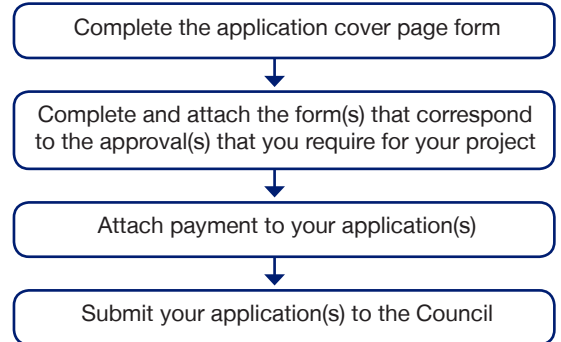 Complete the application cover page form
Complete and attach the form(s) that correspond
to the approval(s) that you require for your project
Attach payment to your application(s)
Submit your application(s) to the Council